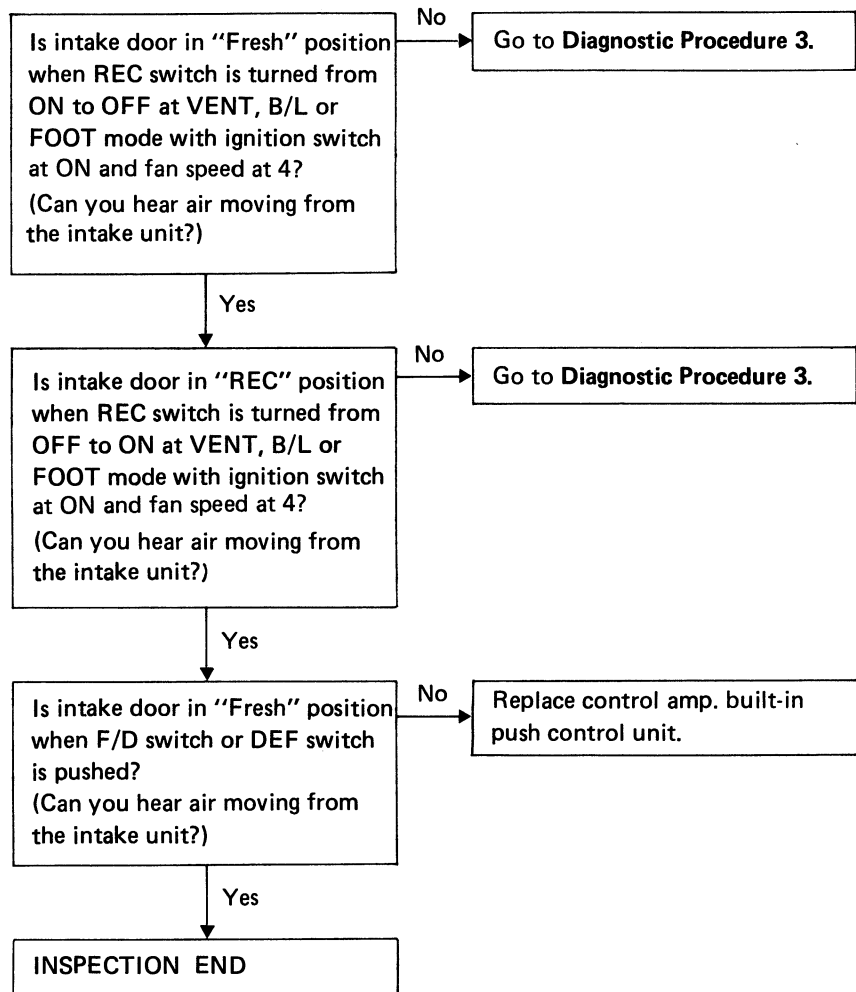 Is intake door in "Fresh" position
when REC switch is turned from
ON to OFF at VENT, B/L or
FOOT mode with ignition switch
at ON and fan speed at 4?
(Can you hear air moving from
the intake unit?)
No
Go to Diagnostic Procedure 3.
Yes
Is intake door in "REC" position
when REC switch is turned from
OFF to ON at VENT, B/L or
FOOT mode with ignition switch
at ON and fan speed at 4?
(Can you hear air moving from
the intake unit?)
No
Go to Diagnostic Procedure 3.
Yes
Is intake door in "Fresh" position
when F/D switch or DEF switch
is pushed?
(Can you hear air moving from
the intake unit?)
No
Replace control amp. built-in
push control unit.
Yes
INSPECTION END